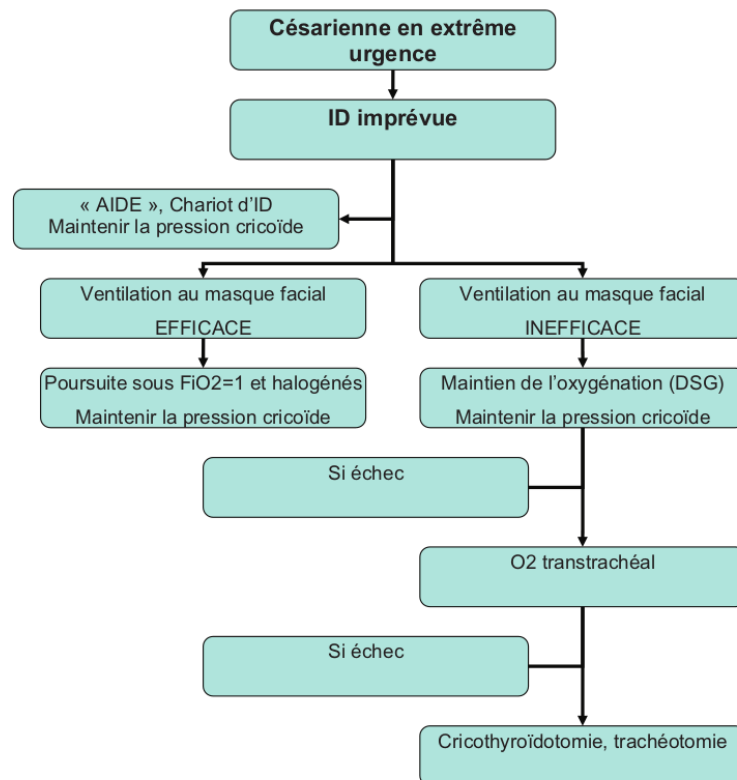 Césarienne en extrême
urgence
ID imprévue
« AIDE », Chariot d'ID
Maintenir la pression cricoïde
Ventilation au masque facial
EFFICACE
Ventilation au masque facial
INEFFICACE
Poursuite sous FiO2=1 et halogénés
Maintenir la pression cricoïde
Maintien de l'oxygénation (DSG)
Maintenir la pression cricoïde
Si échec
O2 transtrachéal
Si échec
Cricothyroïdotomie, trachéotomie